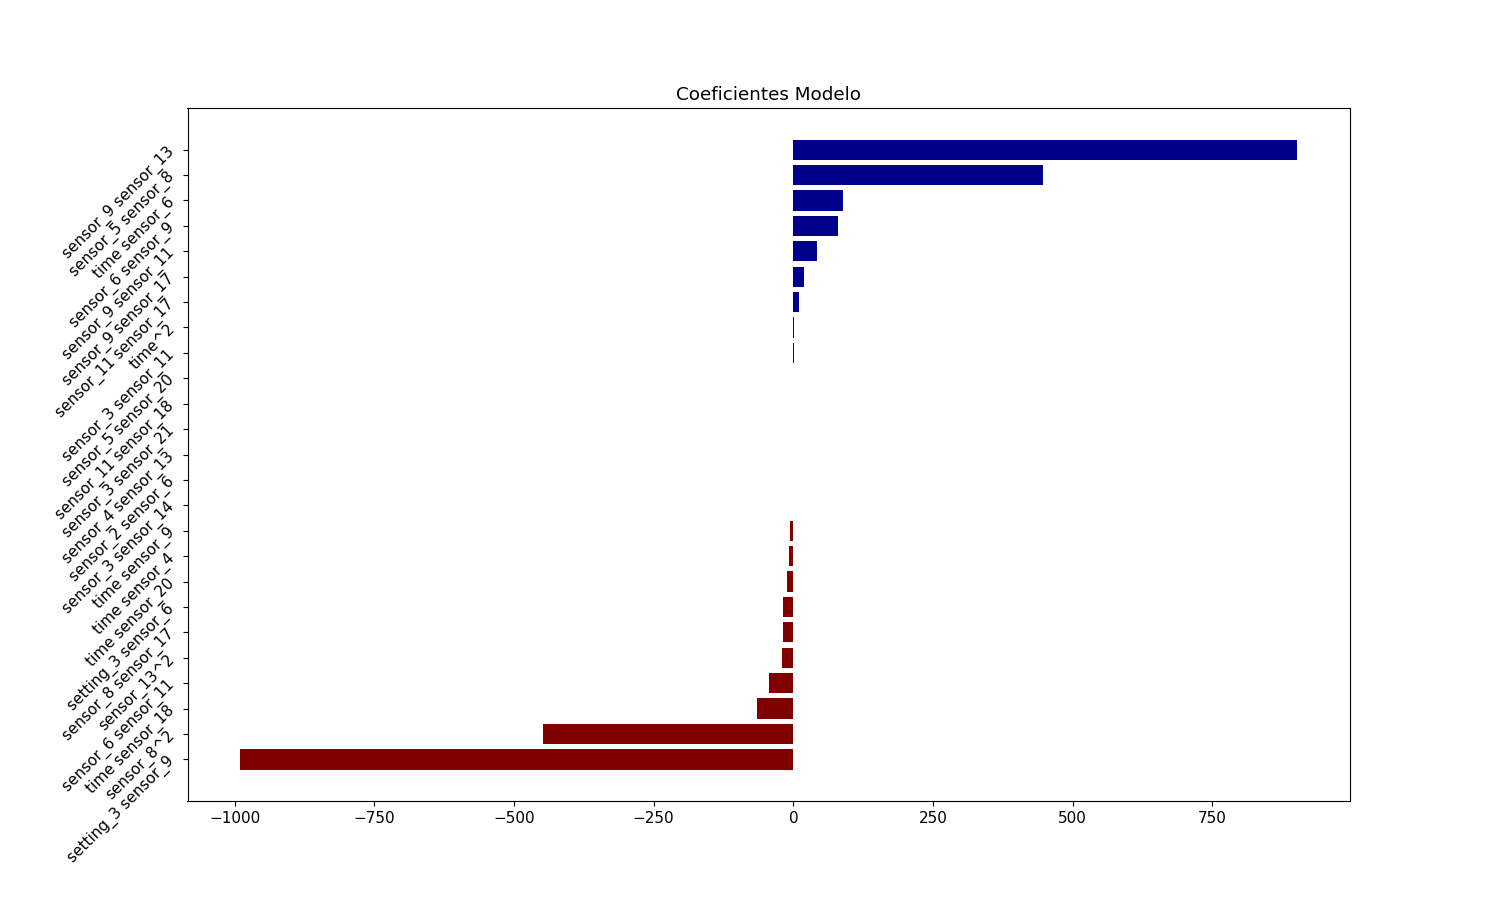 Coeficientes Modelo
sensor_9 sensor_13
sensor_5 sensor_8
time sensor_6
sensor_6 sensor_9
sensor_9 sensor_11
sensor_9 sensor_17
sensor_11 sensor_17
time^2
sensor_3 sensor_11
sensor_5 sensor_20
sensor_11 sensor_18
sensor_3 sensor_21
sensor_4 sensor_13
sensor_2 sensor_6
sensor_3 sensor_14
time sensor_9
time sensor_4
time sensor_20
setting_3 sensor_6
sensor_8 sensor_17
sensor_13^2
sensor_6 sensor_11
time sensor_18
sensor_8^2
setting_3 sensor_9
−1000 −750 −500 −250 0 250 500 750